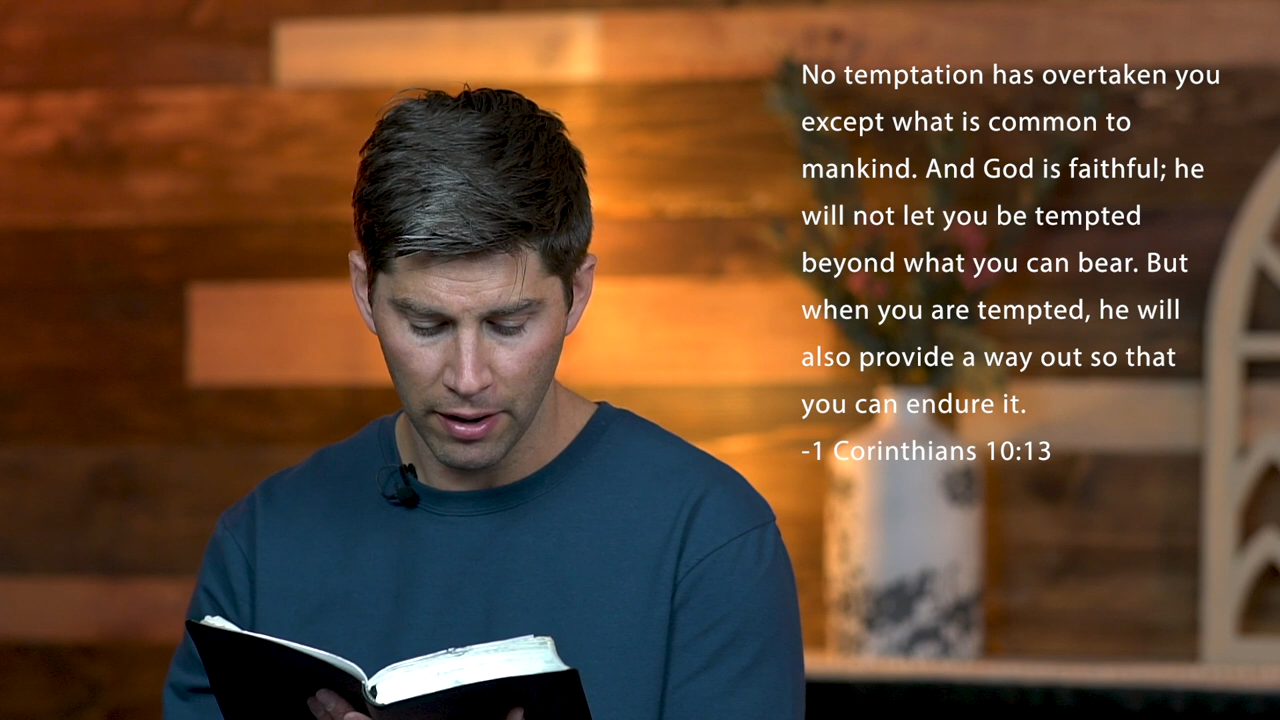 No temptation has overtaken you
except what is common to
mankind. And God is faithful; he
will not let you be tempted
beyond what you can bear. But
when you are tempted, he will
also provide a way out so that
you can endure it.
-1 Corinthians 10:13